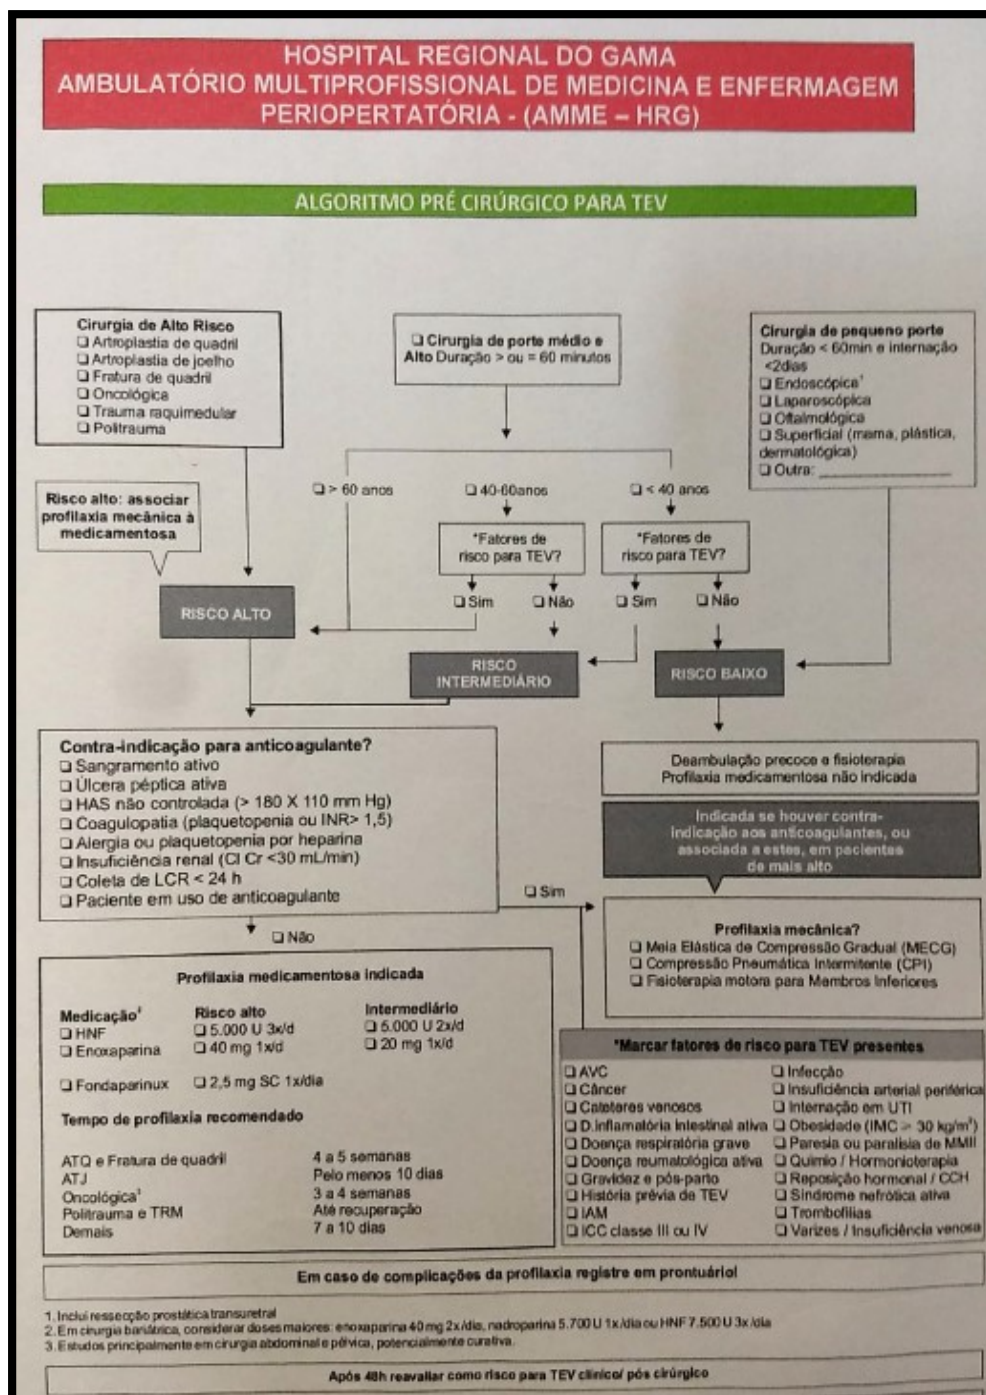 HOSPITAL REGIONAL DO GAMA
AMBULATÓRIO MULTIPROFISSIONAL DE MEDICINA E ENFERMAGEM
PERIOPERTATÓRIA - (AMME – HRG)
ALGORITMO PRÉ CIRÚRGICO PARA TEV
Cirurgia de Alto Risco
❑ Artroplastia de quadril
❑ Artroplastia de joelho
❑ Fratura de quadril
❑ Oncológica
❑ Trauma raquimedular
❑ Politrauma
❑ Cirurgia de porte médio e
Alto Duração > ou = 60 minutos
Cirurgia de pequeno porte
Duração < 60min e internação
<2dias
❑ Endoscópica¹
❑ Laparoscópica
❑ Oftalmológica
❑ Superficial (mama, plástica,
dermatológica)
❑ Outra:
Risco alto: associar
profilaxia mecânica à
medicamentosa
❑ > 60 anos
❑ 40-60anos
❑ < 40 anos
*Fatores de
risco para TEV?
*Fatores de
risco para TEV?
❑ Sim
❑ Não
❑ Sim
❑ Não
RISCO ALTO
RISCO
INTERMEDIÁRIO
RISCO BAIXO
Contra-indicação para anticoagulante?
❑ Sangramento ativo
❑ Úlcera péptica ativa
❑ HAS não controlada (> 180 X 110 mm Hg)
❑ Coagulopatia (plaquetopenia ou INR> 1,5)
❑ Alergia ou plaquetopenia por heparina
❑ Insuficiência renal (Cl Cr <30 mL/min)
❑ Coleta de LCR < 24 h
❑ Paciente em uso de anticoagulante
❑ Sim
❑ Não
Deambulação precoce e fisioterapia
Profilaxia medicamentosa não indicada
Indicada se houver contra-
indicação aos anticoagulantes, ou
associada a estes, em pacientes
de mais alto
Profilaxia mecânica?
❑ Meia Elástica de Compressão Gradual (MECG)
❑ Compressão Pneumática Intermitente (CPI)
❑ Fisioterapia motora para Membros Inferiores
Profilaxia medicamentosa indicada
Medicação² Risco alto Intermediário
❑ HNF ❑ 5.000 U 3x/d ❑ 5.000 U 2x/d
❑ Enoxaparina ❑ 40 mg 1x/d ❑ 20 mg 1x/d
❑ Fondaparinux ❑ 2,5 mg SC 1x/dia
Tempo de profilaxia recomendado
ATQ e Fratura de quadril 4 a 5 semanas
ATJ Pelo menos 10 dias
Oncológica³ 3 a 4 semanas
Politrauma e TRM Até recuperação
Demais 7 a 10 dias
*Marcar fatores de risco para TEV presentes
❑ AVC ❑ Infecção
❑ Câncer ❑ Insuficiência arterial periférica
❑ Cateteres venosos ❑ Internação em UTI
❑ D.inflamatória intestinal ativa ❑ Obesidade (IMC > 30 kg/m²)
❑ Doença respiratória grave ❑ Paresia ou paralisia de MMII
❑ Doença reumatológica ativa ❑ Quimio / Hormonioterapia
❑ Gravidez e pós-parto ❑ Reposição hormonal / CCH
❑ História prévia de TEV ❑ Síndrome nefrótica ativa
❑ IAM ❑ Trombofilias
❑ ICC classe III ou IV ❑ Varizes / Insuficiência venosa
Em caso de complicações da profilaxia registre em prontuário!
1. Inclui ressecção prostática transuretral
2. Em cirurgia bariátrica, considerar doses maiores: enoxaparina 40 mg 2x/dia, nadroparina 5.700 U 1x/dia ou HNF 7.500 U 3x/dia
3. Estudos principalmente em cirurgia abdominal e pélvica, potencialmente curativa.
Após 48h reavaliar como risco para TEV clínico/ pós cirúrgico